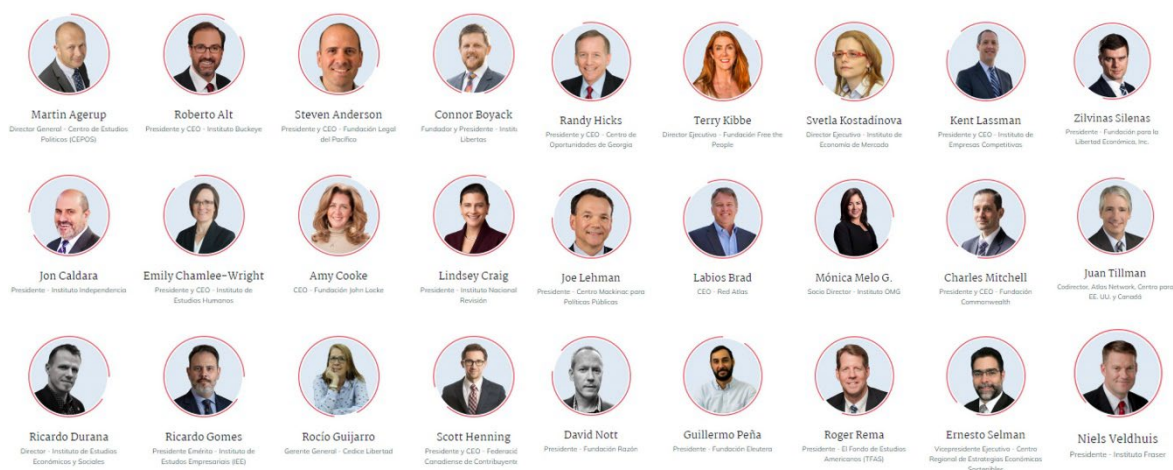 Martin Agerup
Director General - Centro de Estudios
Políticos (CEPOS)
Roberto Alt
Presidente y CEO - Instituto Buckeye
Steven Anderson
Presidente y CEO - Fundación Legal
del Pacífico
Connor Boyack
Fundador y Presidente - Instit
Libertas
Randy Hicks
Presidente y CEO - Centro de
Oportunidades de Georgia
Terry Kibbe
Director Ejecutivo - Fundación Free the
People
Svetla Kostadinova
Director Ejecutivo - Instituto de
Economía de Mercado
Kent Lassman
Presidente y CEO - Instituto de
Empresas Competitivas
Zilvinas Silenas
Presidente - Fundación para la
Libertad Económica, Inc.
Jon Caldara
Presidente - Instituto Independencia
Emily Chamlee-Wright
Presidente y CEO - Instituto de
Estudios Humanos
Amy Cooke
CEO - Fundación John Locke
Lindsey Craig
Presidente - Instituto Nacional
Revisión
Joe Lehman
Presidente - Centro Mackinac para
Políticas Públicas
Labios Brad
CEO - Red Atlas
Mónica Melo G.
Socio Director - Instituto OMG
Charles Mitchell
Presidente y CEO - Fundación
Commonwealth
Juan Tillman
Codirector, Atlas Network, Centro para
EE. UU. y Canadá
Ricardo Durana
Director - Instituto de Estudios
Económicos y Sociales
Ricardo Gomes
Presidente Emérito - Instituto de
Estudios Empresariais (IEE)
Rocío Guijarro
Gerente General - Cedice Libertad
Scott Henning
Presidente y CEO - Federació
Canadiense de Contribuyente
David Nott
Presidente - Fundación Razón
Guillermo Peña
Presidente - Fundación Eleutera
Roger Rema
Presidente - El Fondo de Estudios
Americanos (TFAS)
Ernesto Selman
Vicepresidente Ejecutivo - Centro
Regional de Estrategias Económicas
Sostenibles
Niels Veldhuis
Presidente - Instituto Fraser